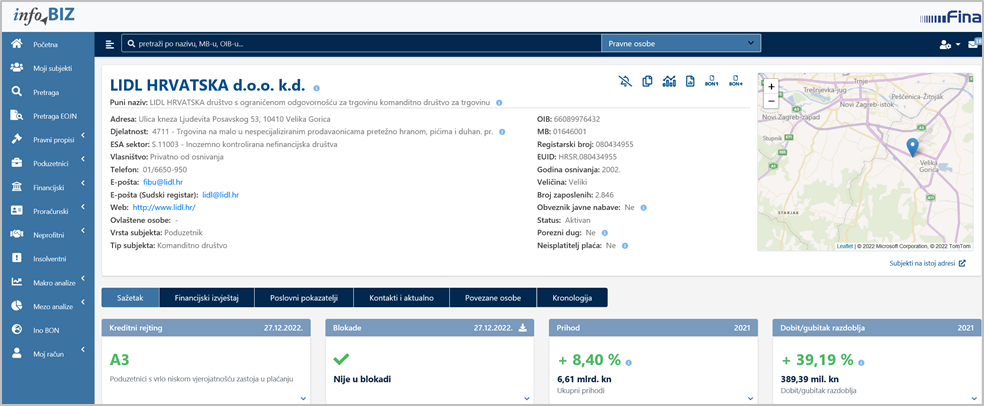 info.BIZ
Fina
Početna
Moji subjekti
Pretraga
Pretraga EOJN
Pravni propisi
Poduzetnici
Financijski
Proračunski
Neprofitni
Insolventni
Makro analize
Mezo analize
Ino BON
Moj račun
pretraži po nazivu, MB-u, OIB-u...
Pravne osobe
LIDL HRVATSKA d.o.o. k.d.
BON1
BON+
Puni naziv: LIDL HRVATSKA društvo s ograničenom odgovornošću za trgovinu komanditno društvo za trgovinu
Adresa: Ulica kneza Ljudevita Posavskog 53, 10410 Velika Gorica
Djelatnost: 4711 - Trgovina na malo u nespecijaliziranim prodavaonicama pretežno hranom, pićima i duhan. pr.
ESA sektor: S.11003 - Inozemno kontrolirana nefinancijska društva
Vlasništvo: Privatno od osnivanja
Telefon: 01/6650-950
E-pošta: fibu@lidl.hr
E-pošta (Sudski registar): lidl@lidl.hr
Web: http://www.lidl.hr/
Ovlaštene osobe: -
Vrsta subjekta: Poduzetnik
Tip subjekta: Komanditno društvo
OIB: 66089976432
MB: 01646001
Registarski broj: 080434955
EUID: HRSR.080434955
Godina osnivanja: 2002.
Veličina: Veliki
Broj zaposlenih: 2.846
Obveznik javne nabave: Ne
Status: Aktivan
Porezni dug: Ne
Neisplatitelj plaća: Ne
+
−
Trešnjevka-jug
Peščenica-Žitnjak
Novi Zagreb-istok
Novi Zagreb-zapad
Stupnik
Velika
Gorica
STARJAK
Leaflet | © 2022 Microsoft Corporation, © 2022 TomTom
Subjekti na istoj adresi
Sažetak
Financijski izvještaj
Poslovni pokazatelji
Kontakti i aktualno
Povezane osobe
Kronologija
Kreditni rejting 27.12.2022.
A3
Poduzetnici s vrlo niskom vjerojatnošću zastoja u plaćanju
Blokade 27.12.2022.
Nije u blokadi
Prihod 2021
+ 8,40 %
6,61 mlrd. kn
Ukupni prihodi
Dobit/gubitak razdoblja 2021
+ 39,19 %
389,39 mil. kn
Dobit/gubitak razdoblja